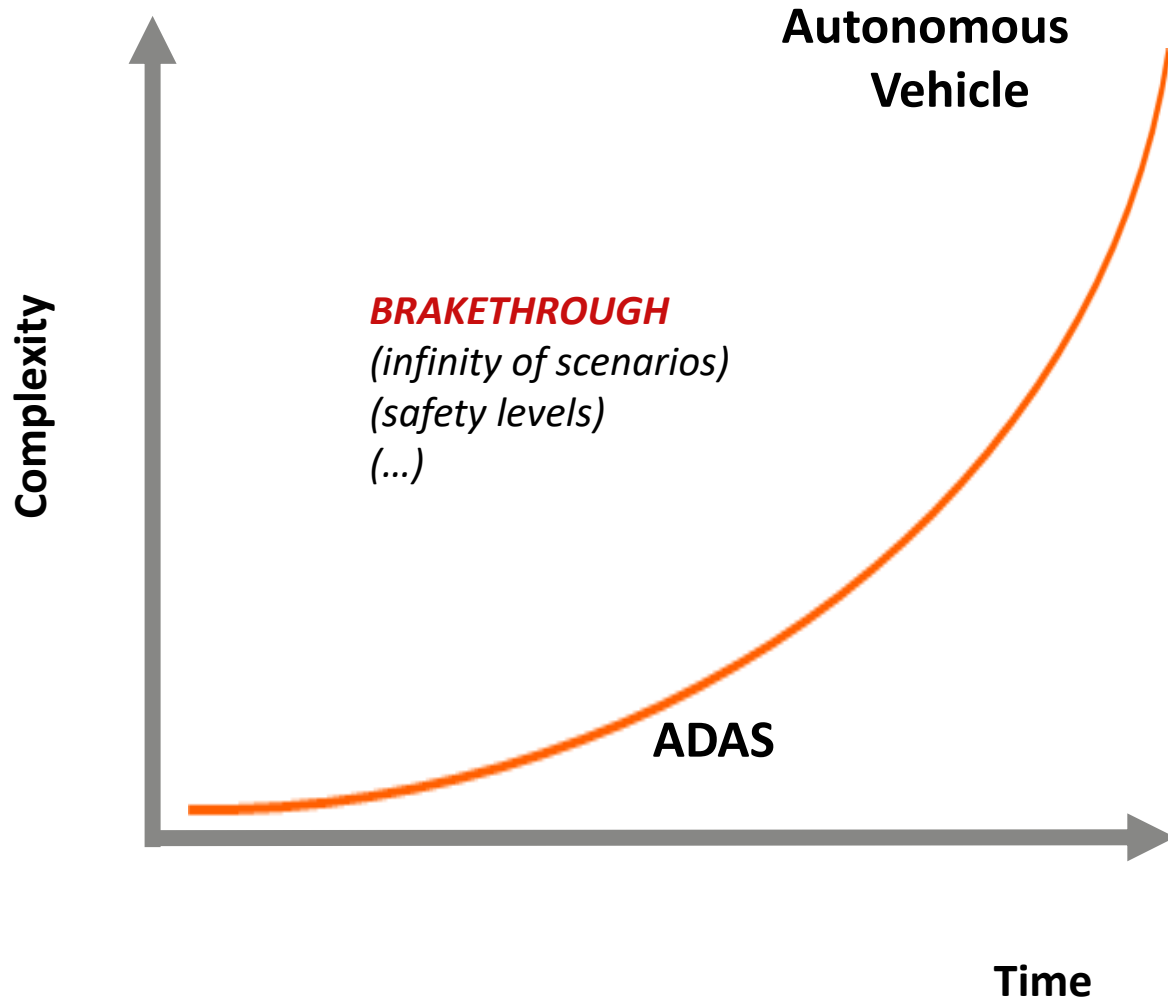 Autonomous
Vehicle
Complexity
BRAKETHROUGH
(infinity of scenarios)
(safety levels)
(...)
ADAS
Time